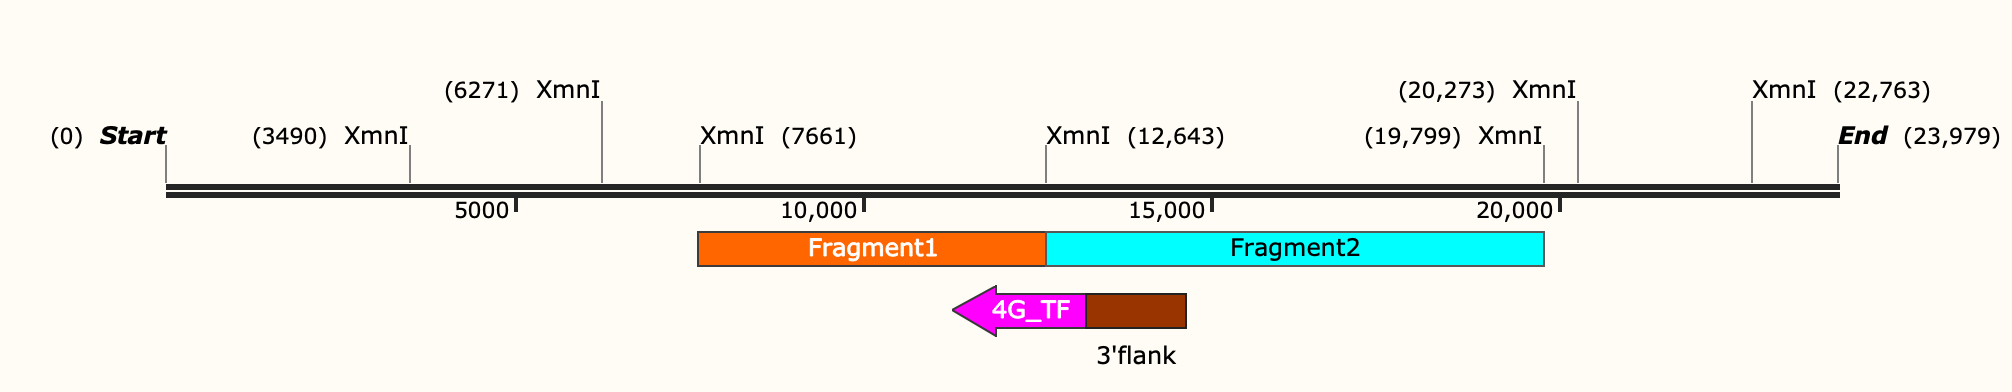 (6271) XmnI
(20,273) XmnI
XmnI (22,763)
(0) Start
(3490) XmnI
XmnI (7661)
XmnI (12,643)
(19,799) XmnI
End (23,979)
5000
10,000
15,000
20,000
Fragment1
Fragment2
4G_TF
3'flank